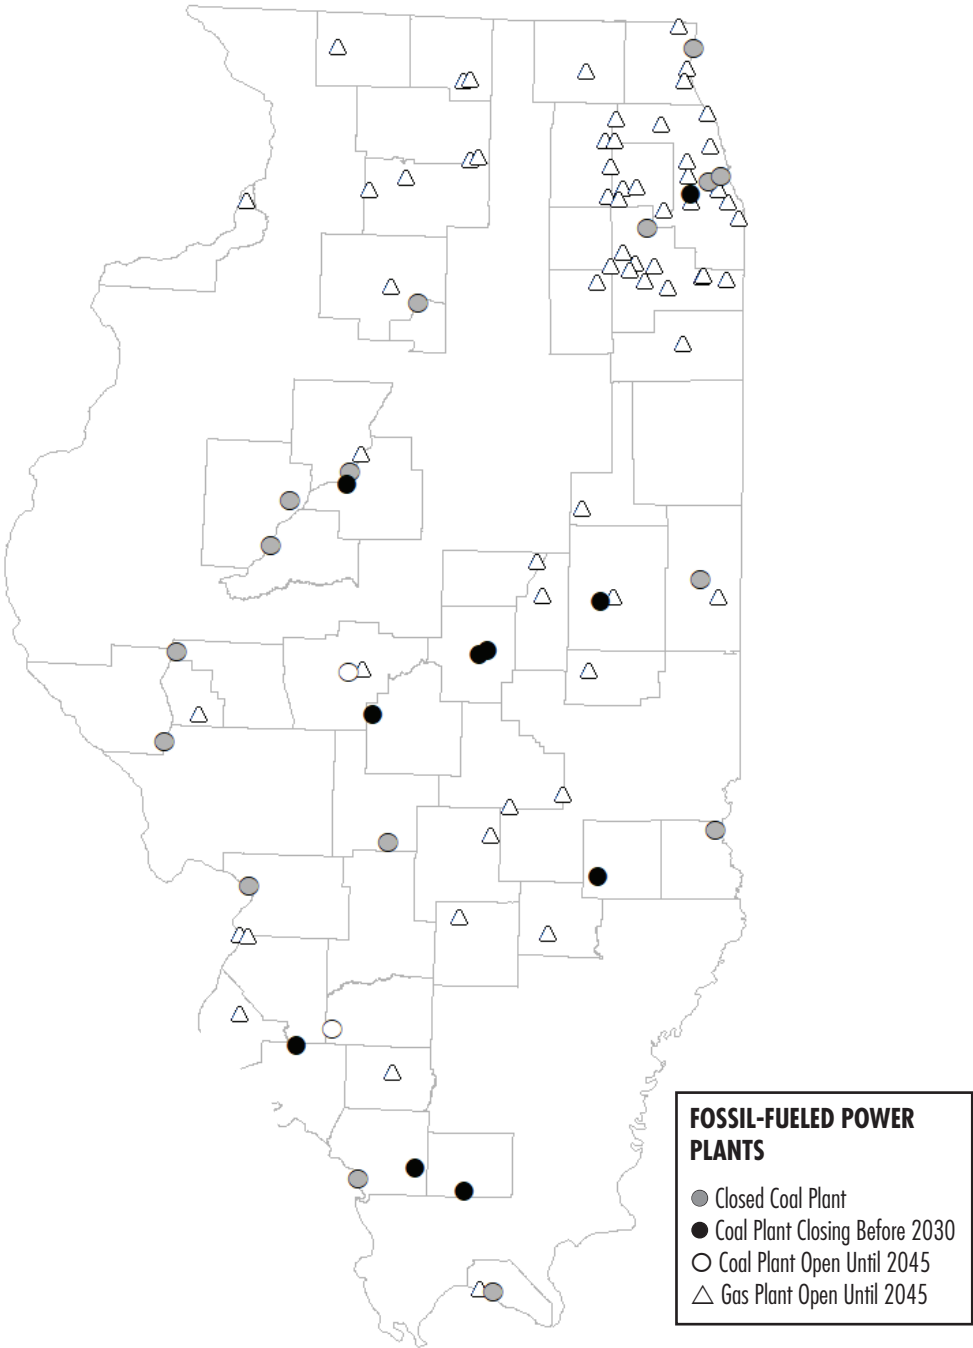 FOSSIL-FUELED POWER
PLANTS
Closed Coal Plant
Coal Plant Closing Before 2030
Coal Plant Open Until 2045
Gas Plant Open Until 2045